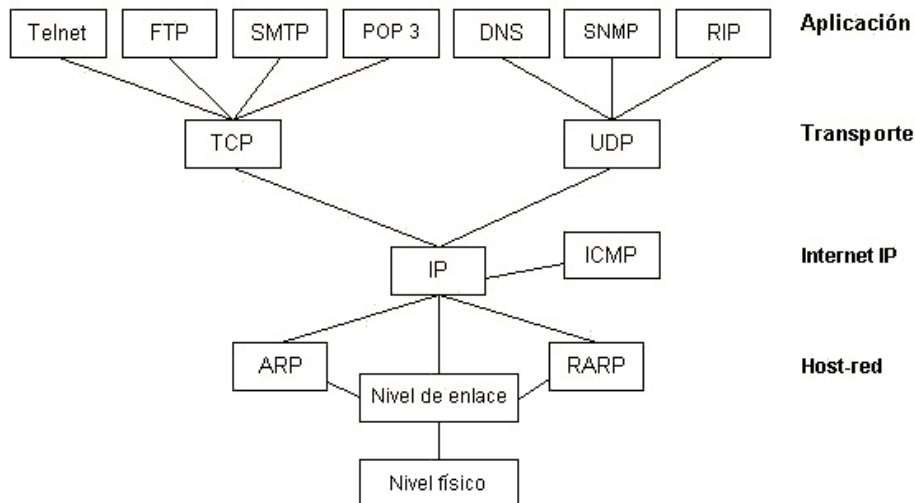 Telnet
FTP
SMTP
POP 3
DNS
SNMP
RIP
Aplicación
TCP
UDP
Transporte
IP
ICMP
Internet IP
ARP
RARP
Host-red
Nivel de enlace
Nivel físico